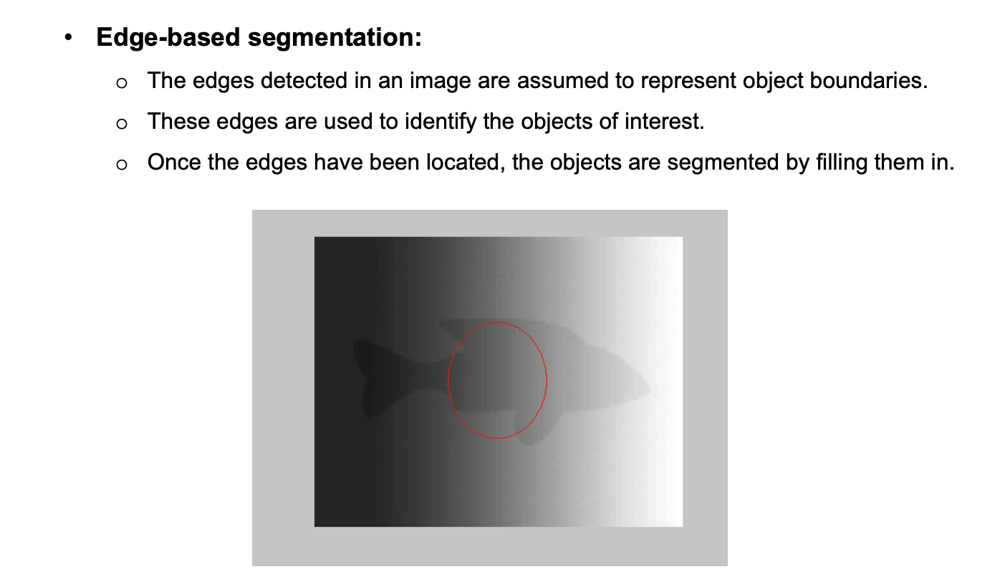 • Edge-based segmentation:
o The edges detected in an image are assumed to represent object boundaries.
o These edges are used to identify the objects of interest.
o Once the edges have been located, the objects are segmented by filling them in.